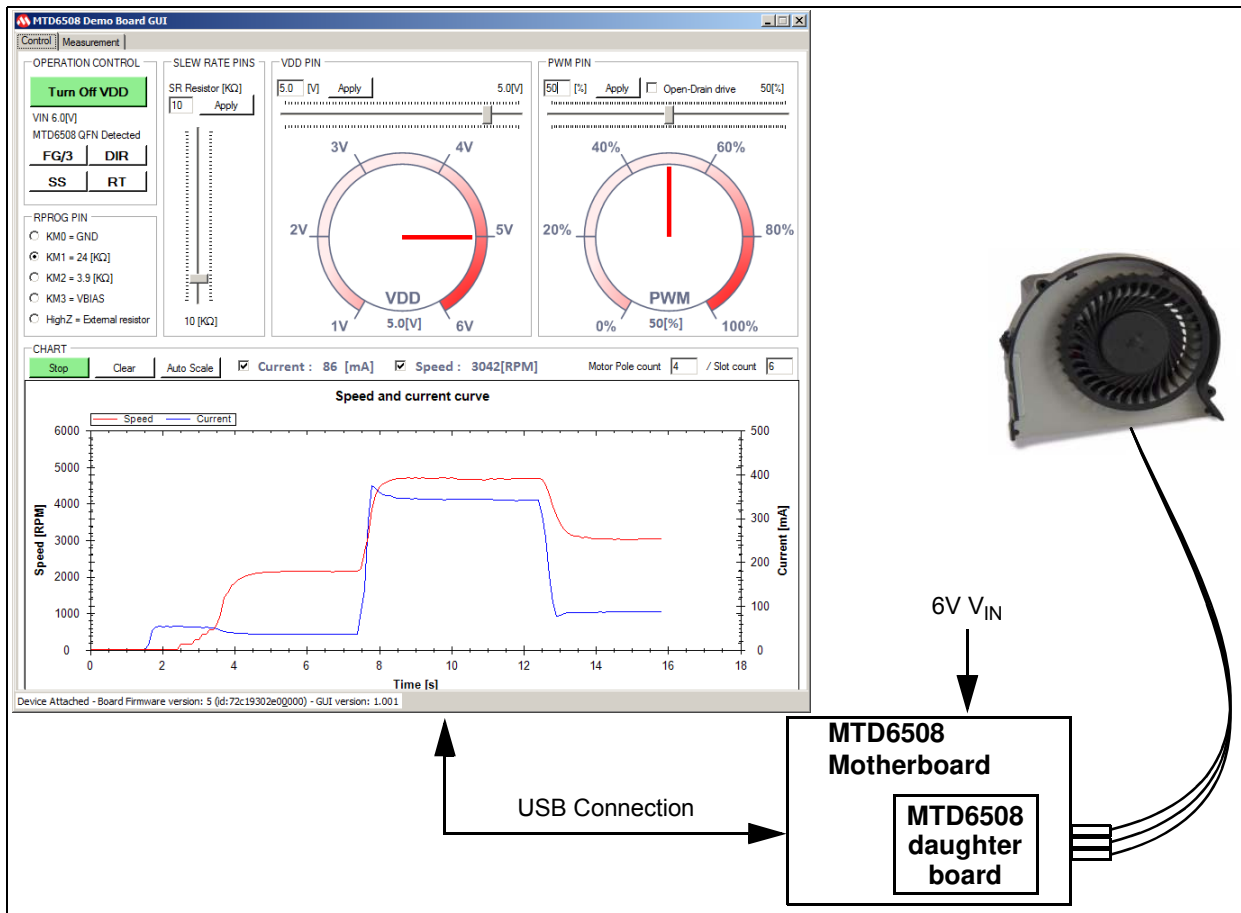 MTD6508 Demo Board GUI
Control Measurement
OPERATION CONTROL
Turn Off VDD
VIN 6.0[V]
MTD6508 QFN Detected
FG/3 DIR
SS RT
RPROG PIN
KM0 = GND
KM1 = 24 [KΩ]
KM2 = 3.9 [KΩ]
KM3 = VBIAS
HighZ = External resistor
SLEW RATE PINS
SR Resistor [KΩ]
10 Apply
10 [KΩ]
VDD PIN
5.0 [V] Apply 5.0[V]
3V 4V
2V 5V
VDD
1V 5.0[V] 6V
PWM PIN
50 [%] Apply Open-Drain drive 50[%]
40% 60%
20% 80%
PWM
0% 50[%] 100%
CHART
Stop Clear Auto Scale Current : 86 [mA] Speed : 3042[RPM] Motor Pole count 4 / Slot count 6
Speed and current curve
Speed Current
Speed [RPM]
6000
5000
4000
3000
2000
1000
0
500
400
300
200
100
0
Current [mA]
0 2 4 6 8 10 12 14 16 18
Time [s]
Device Attached - Board Firmware version: 5 (id:72c19302e00000) - GUI version: 1.001
6V VIN
USB Connection
MTD6508
Motherboard
MTD6508
daughter
board